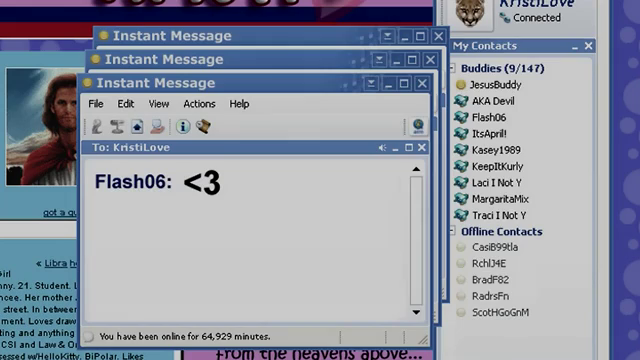 KristiLove
Connected
Instant Message
Instant Message
Instant Message
File Edit View Actions Help
To: KristiLove
Flash06: <3
You have been online for 64,929 minutes.
My Contacts
Buddies (9/147)
JesusBuddy
AKA Devil
Flash06
ItsApril!
Kasey1989
KeepItKurly
Laci I Not Y
MargaritaMix
Traci I Not Y
Offline Contacts
CasiB99tla
RchlJ4E
BradF82
RadrsFn
ScotHGoGnM
got a qu
« Libra h
Girl
nny. 21. Student. L
ncee. Her mother
street. In between
ment. Loves draw
ting and anything
CSI and Law & O
sessed w/HelloKitty. BiPolar. Likes
from the heavens above...